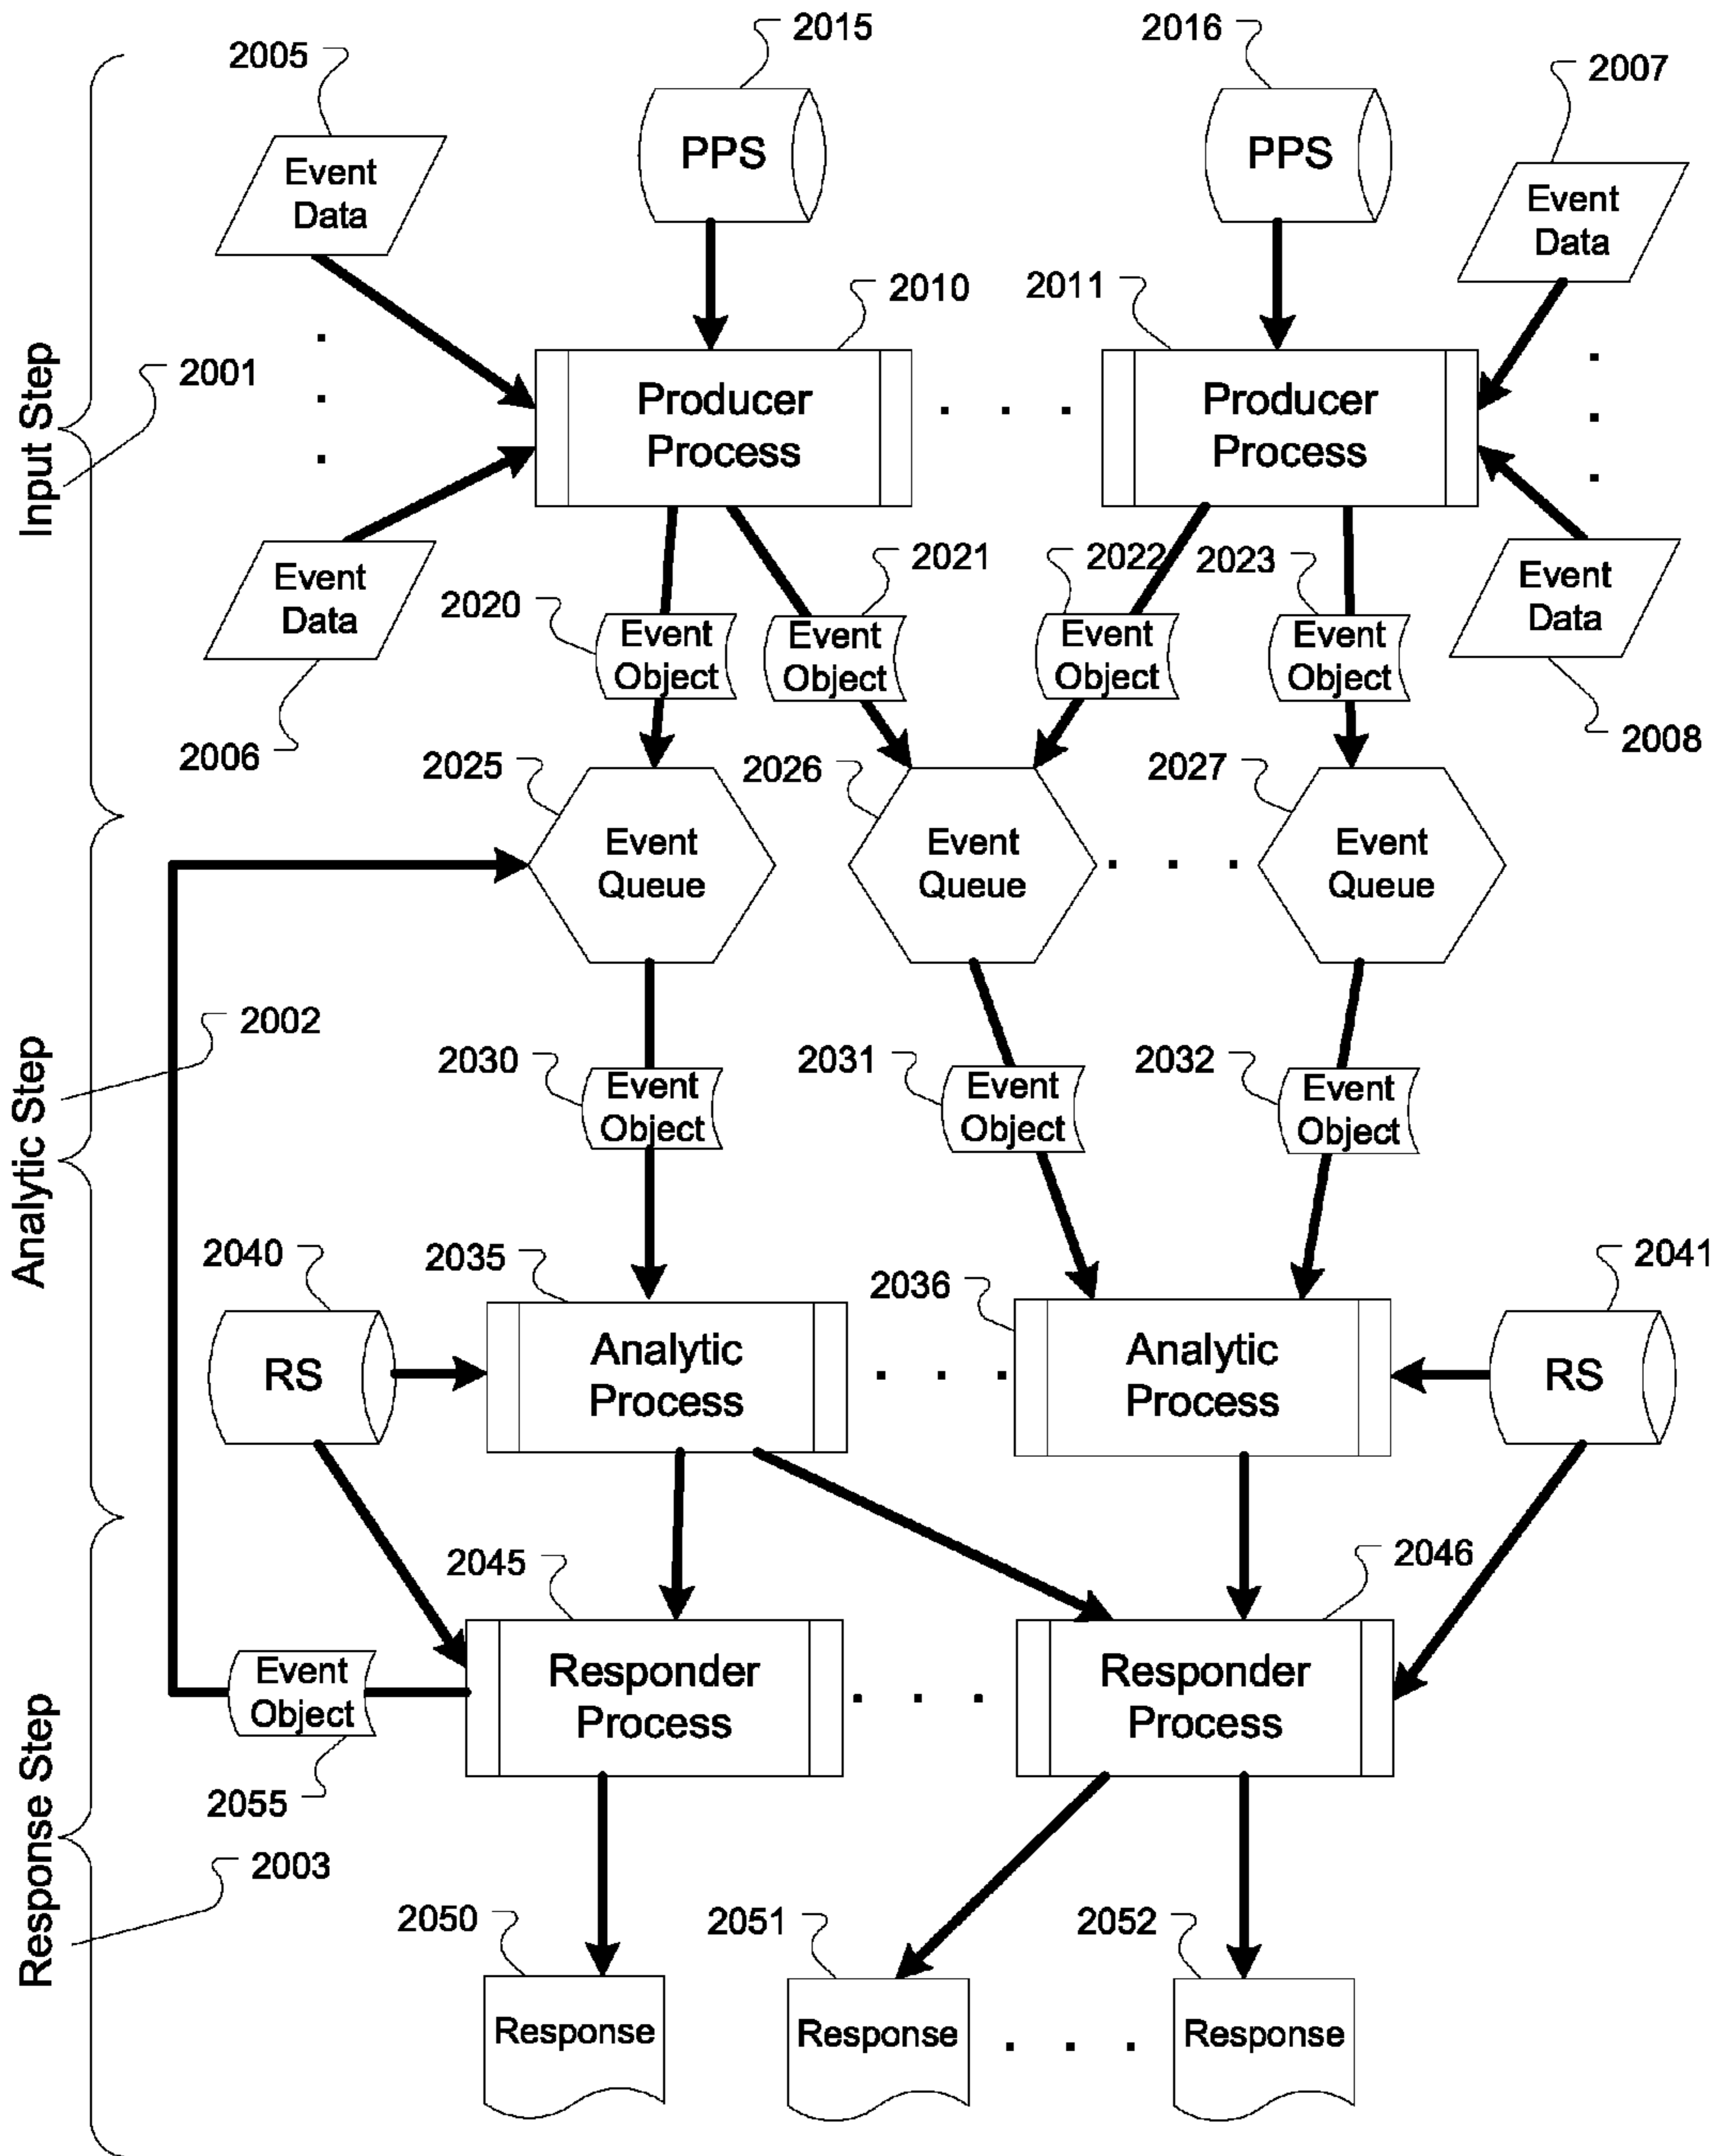 2015
2016
2005
2007
PPS
PPS
Event
Data
Event
Data
2010
2011
Input Step
2001
Producer
Process
. . .
Producer
Process
2021
2022
2023
Event
Data
Event
Data
2020
Event
Object
Event
Object
Event
Object
Event
Object
2006
2008
2025
2026
2027
Event
Queue
Event
Queue
. . .
Event
Queue
Analytic Step
2002
2030
2031
2032
Event
Object
Event
Object
Event
Object
2040
2035
2036
2041
RS
Analytic
Process
. . .
Analytic
Process
RS
2045
2046
Response Step
Event
Object
Responder
Process
. . .
Responder
Process
2055
2003
2050
2051
2052
Response
Response
. . .
Response